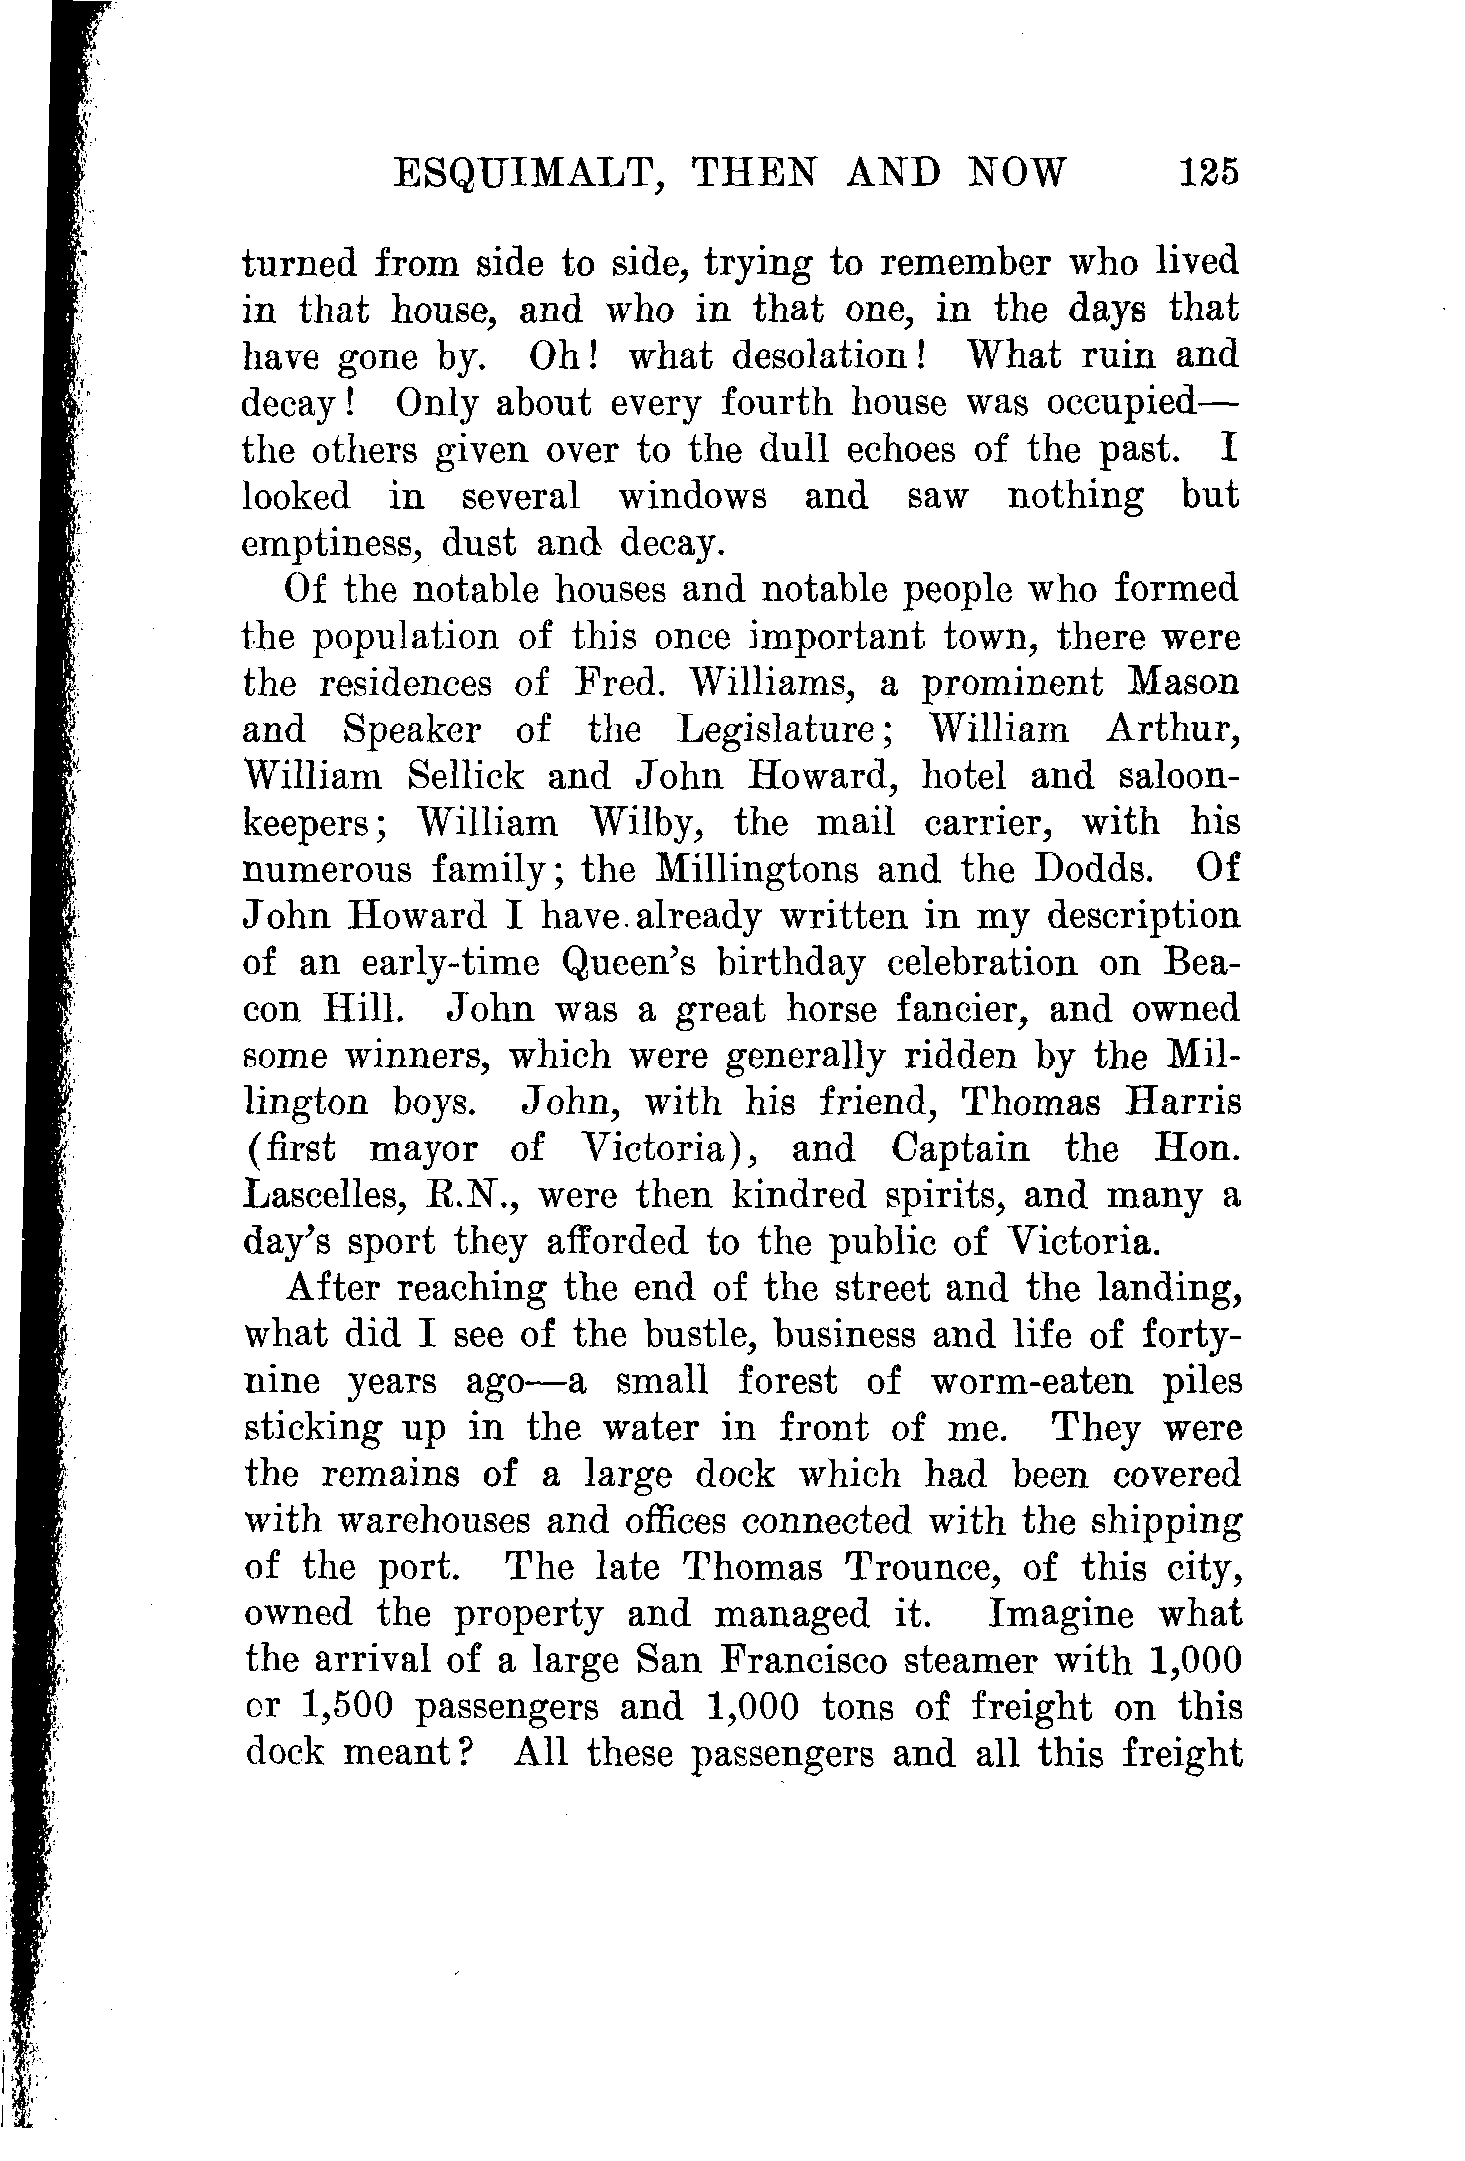 ESQUIMALT, THEN AND NOW 125
turned from side to side, trying to remember who lived
in that house, and who in that one, in the days that
have gone by. Oh! what desolation! What ruin and
decay! Only about every fourth house was occupied—
the others given over to the dull echoes of the past. I
looked in several windows and saw nothing but
emptiness, dust and decay.
Of the notable houses and notable people who formed
the population of this once important town, there were
the residences of Fred. Williams, a prominent Mason
and Speaker of the Legislature; William Arthur,
William Sellick and John Howard, hotel and saloon-
keepers; William Wilby, the mail carrier, with his
numerous family; the Millingtons and the Dodds. Of
John Howard I have already written in my description
of an early-time Queen's birthday celebration on Bea-
con Hill. John was a great horse fancier, and owned
some winners, which were generally ridden by the Mil-
lington boys. John, with his friend, Thomas Harris
(first mayor of Victoria), and Captain the Hon.
Lascelles, R.N., were then kindred spirits, and many a
day's sport they afforded to the public of Victoria.
After reaching the end of the street and the landing,
what did I see of the bustle, business and life of forty-
nine years ago—a small forest of worm-eaten piles
sticking up in the water in front of me. They were
the remains of a large dock which had been covered
with warehouses and offices connected with the shipping
of the port. The late Thomas Trounce, of this city,
owned the property and managed it. Imagine what
the arrival of a large San Francisco steamer with 1,000
or 1,500 passengers and 1,000 tons of freight on this
dock meant? All these passengers and all this freight